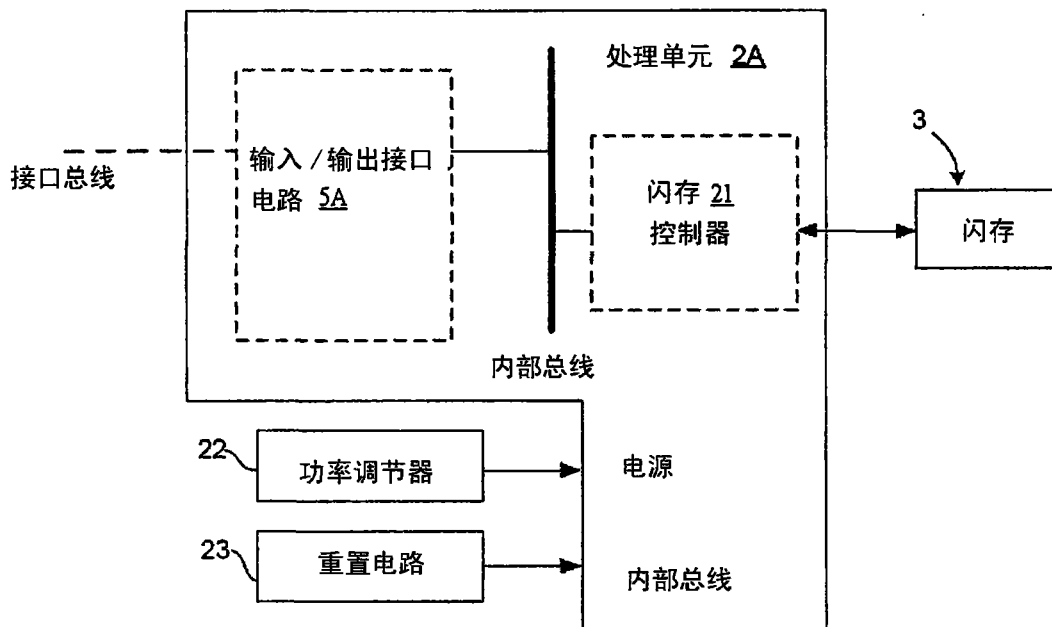 处理单元 2A
3
输入/输出接口
电路 5A
接口总线
闪存 21
控制器
闪存
内部总线
22
功率调节器
电源
23
重置电路
内部总线